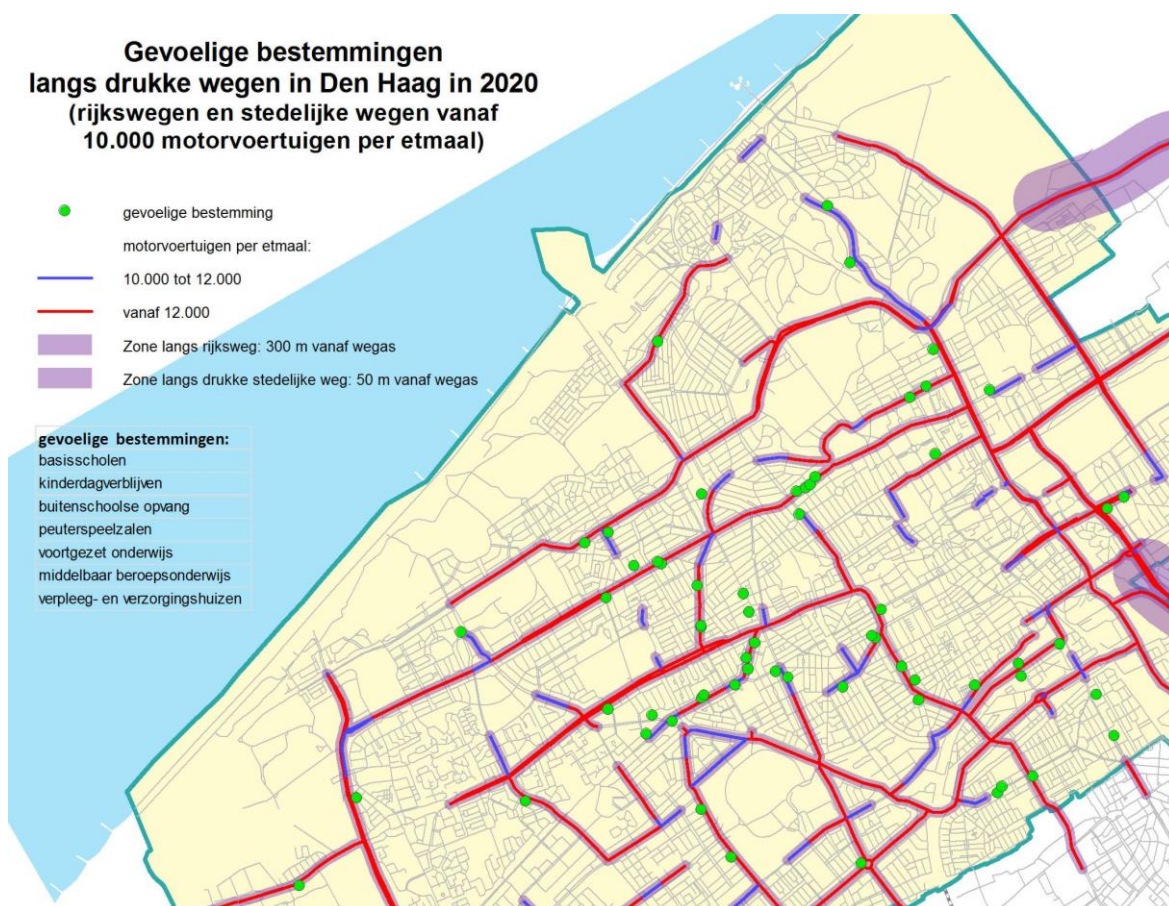 Gevoelige bestemmingen
langs drukke wegen in Den Haag in 2020
(rijkswegen en stedelijke wegen vanaf
10.000 motorvoertuigen per etmaal)
gevoelige bestemming
motorvoertuigen per etmaal:
10.000 tot 12.000
vanaf 12.000
Zone langs rijksweg: 300 m vanaf wegas
Zone langs drukke stedelijke weg: 50 m vanaf wegas
gevoelige bestemmingen:
basisscholen
kinderdagverblijven
buitenschoolse opvang
peuterspeelzalen
voortgezet onderwijs
middelbaar beroepsonderwijs
verpleeg- en verzorgingshuizen